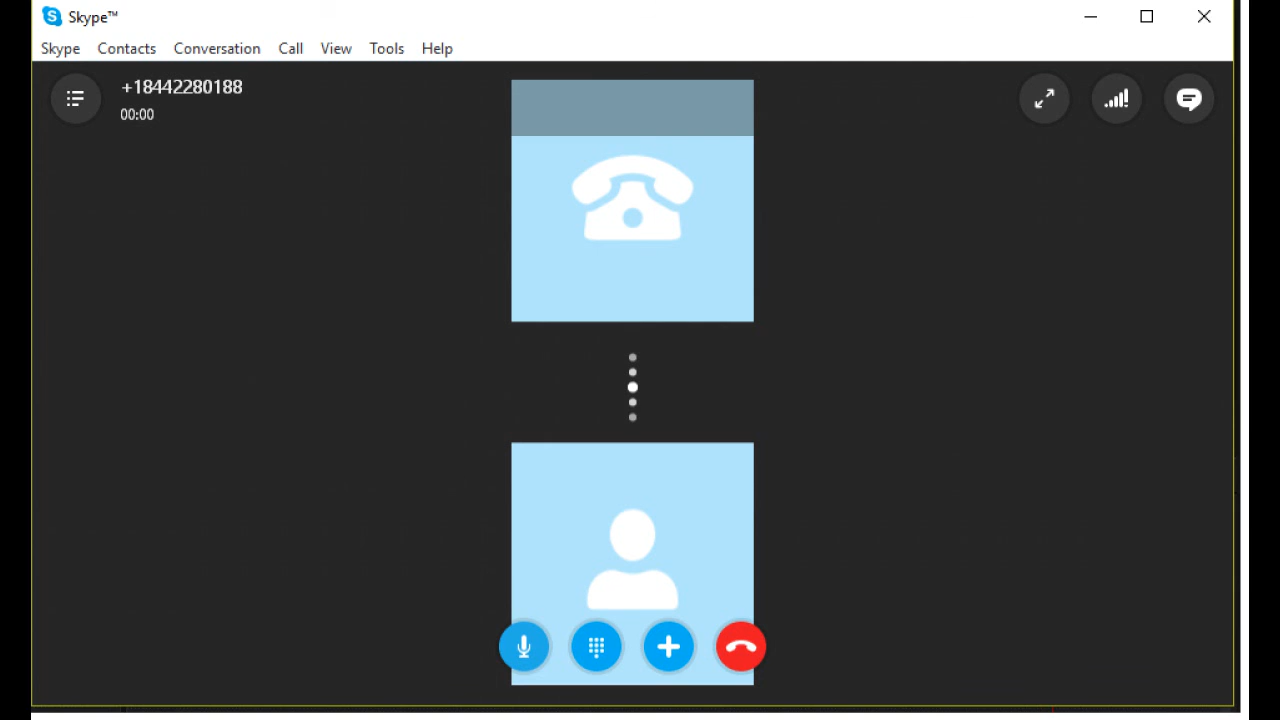 Skype™
Skype Contacts Conversation Call View Tools Help
+18442280188
00:00